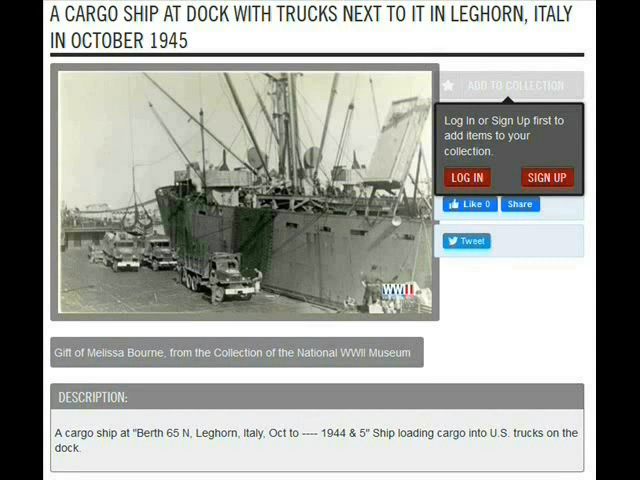 A CARGO SHIP AT DOCK WITH TRUCKS NEXT TO IT IN LEGHORN, ITALY
IN OCTOBER 1945
ADD TO COLLECTION
Log In or Sign Up first to
add items to your
collection.
LOG IN SIGN UP
Like 0 Share
Tweet
WWII
Gift of Melissa Bourne, from the Collection of the National WWII Museum
DESCRIPTION:
A cargo ship at "Berth 65 N, Leghorn, Italy, Oct to ---- 1944 & 5" Ship loading cargo into U.S. trucks on the
dock.